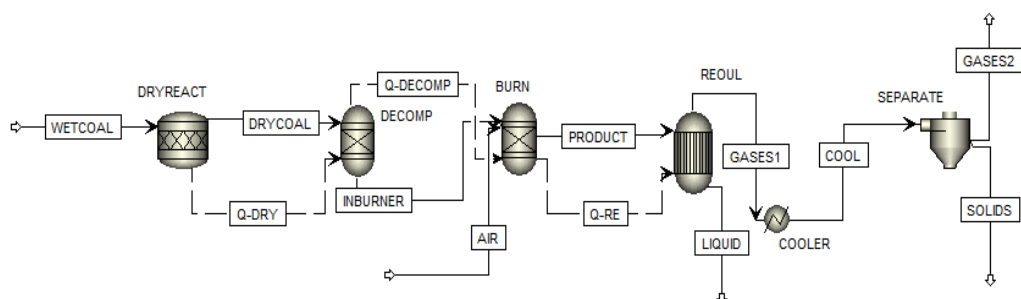 GASES2
Q-DECOMP
BURN
REOUL
DRYREACT
SEPARATE
DECOMP
WETCOAL
DRYCOAL
PRODUCT
GASES1
COOL
INBURNER
Q-DRY
Q-RE
SOLIDS
AIR
LIQUID
COOLER